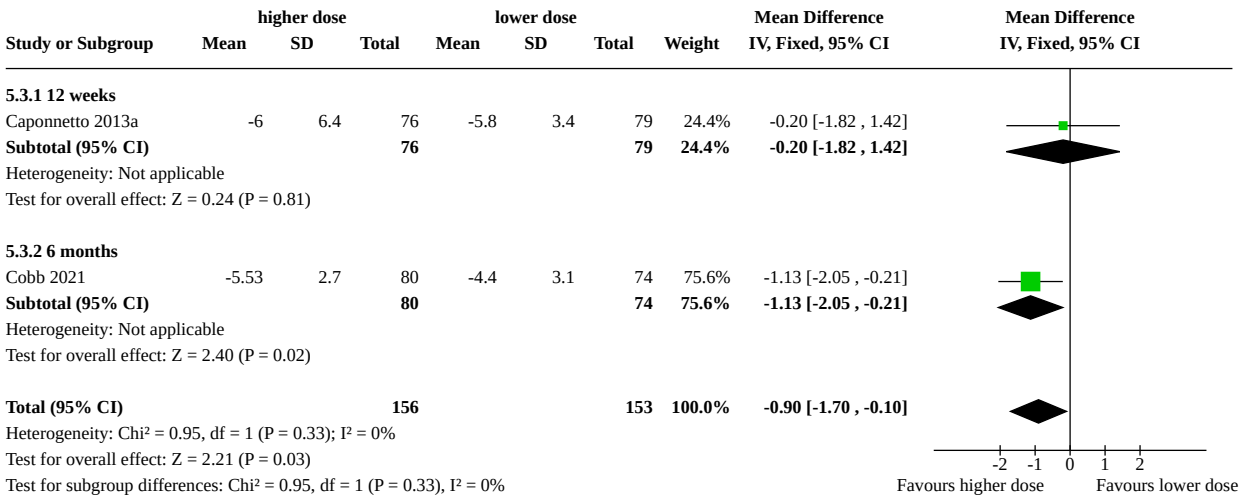 higher dose lower dose Mean Difference Mean Difference
Study or Subgroup Mean SD Total Mean SD Total Weight IV, Fixed, 95% CI IV, Fixed, 95% CI
5.3.1 12 weeks
Caponnetto 2013a -6 6.4 76 -5.8 3.4 79 24.4% -0.20 [-1.82 , 1.42]
Subtotal (95% CI) 76 79 24.4% -0.20 [-1.82 , 1.42]
Heterogeneity: Not applicable
Test for overall effect: Z = 0.24 (P = 0.81)
5.3.2 6 months
Cobb 2021 -5.53 2.7 80 -4.4 3.1 74 75.6% -1.13 [-2.05 , -0.21]
Subtotal (95% CI) 80 74 75.6% -1.13 [-2.05 , -0.21]
Heterogeneity: Not applicable
Test for overall effect: Z = 2.40 (P = 0.02)
Total (95% CI) 156 153 100.0% -0.90 [-1.70 , -0.10]
Heterogeneity: Chi² = 0.95, df = 1 (P = 0.33); I² = 0%
Test for overall effect: Z = 2.21 (P = 0.03)
-2 -1 0 1 2
Test for subgroup differences: Chi² = 0.95, df = 1 (P = 0.33), I² = 0%
Favours higher dose Favours lower dose